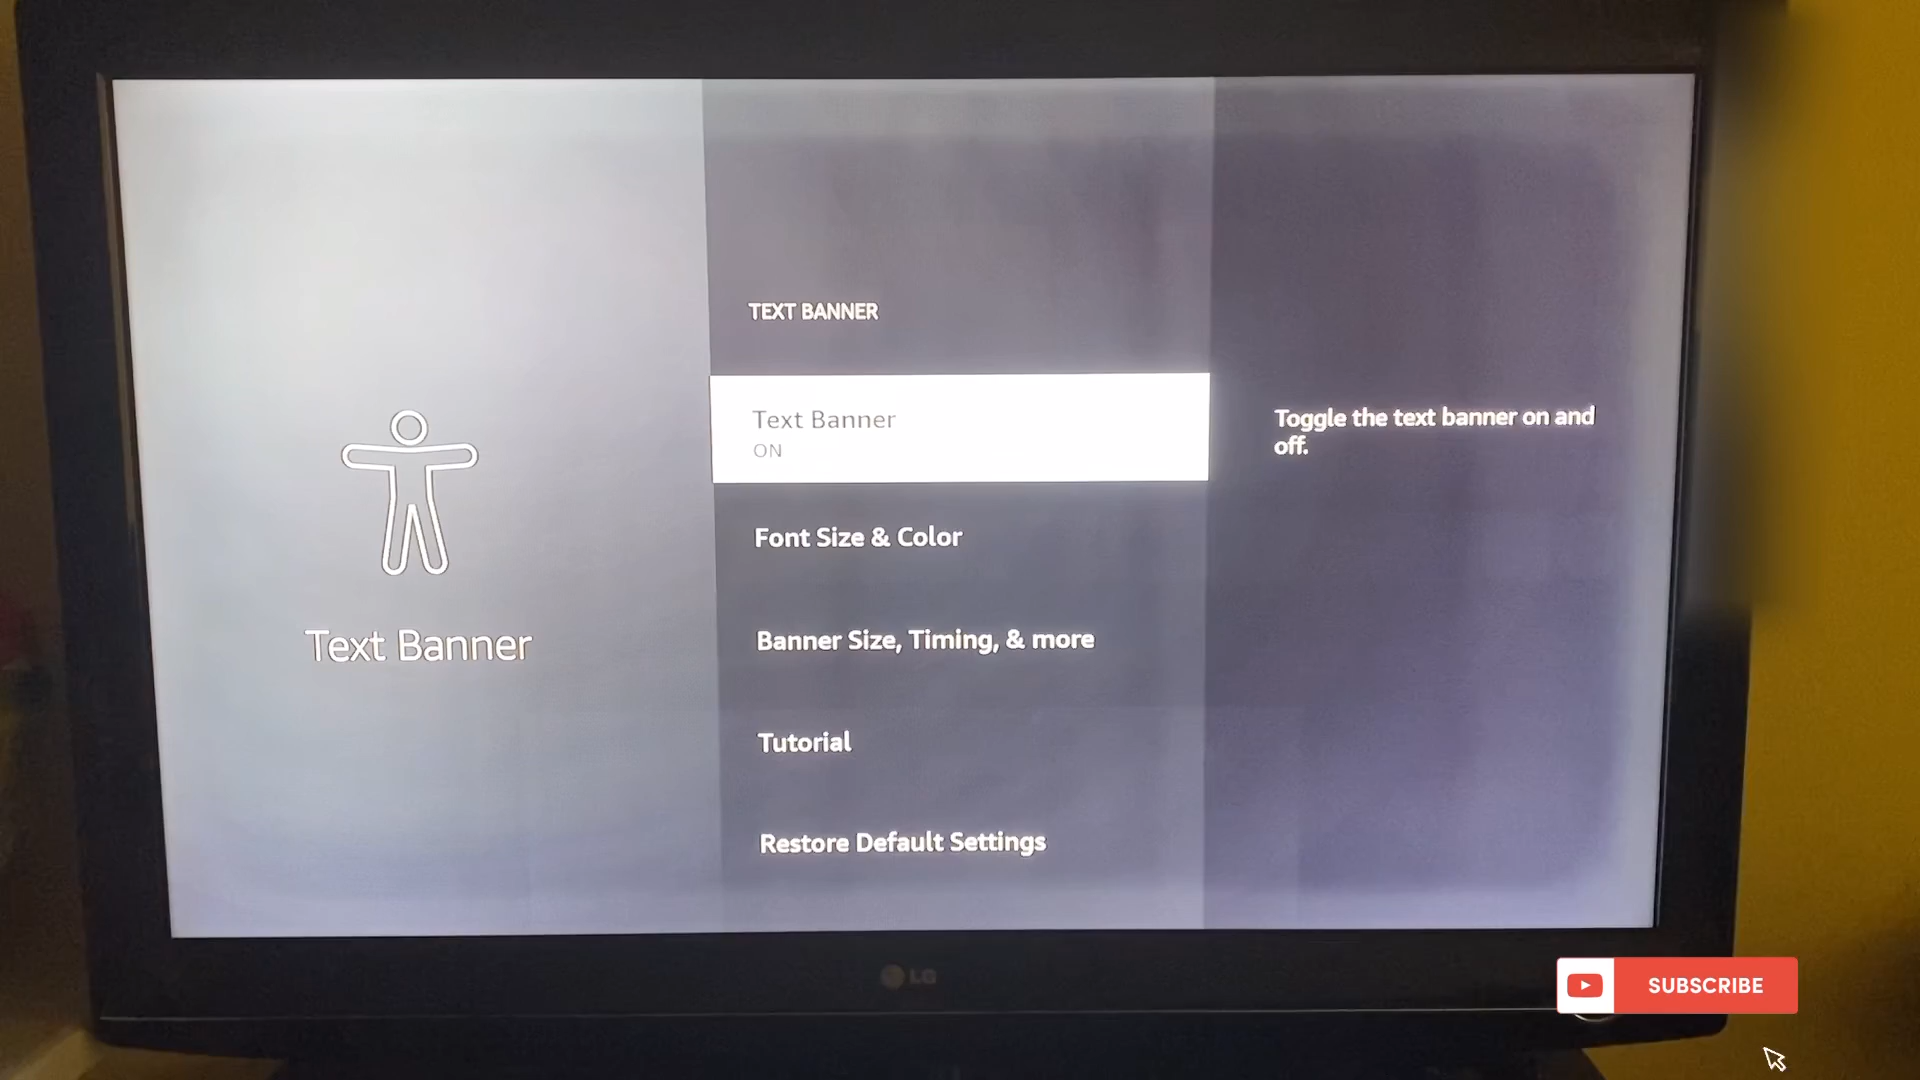 TEXT BANNER
Text Banner
ON
Toggle the text banner on and
off.
Font Size & Color
Banner Size, Timing, & more
Text Banner
Tutorial
Restore Default Settings
LG
SUBSCRIBE